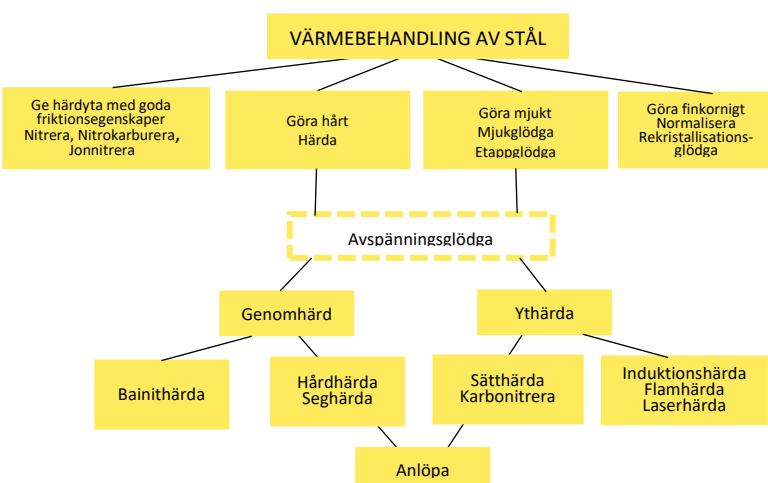 VÄRMEBEHANDLING AV STÅL
Ge härdyta med goda
friktionsegenskaper
Nitrera, Nitrokarburera,
Jonnitrera
Göra hårt
Härda
Göra mjukt
Mjukglödga
Etappglödga
Göra finkornigt
Normalisera
Rekristallisations-
glödga
Avspänningsglödga
Genomhärd
Ythärda
Bainithärda
Hårdhärda
Seghärda
Sätthärda
Karbonitrera
Induktionshärda
Flamhärda
Laserhärda
Anlöpa